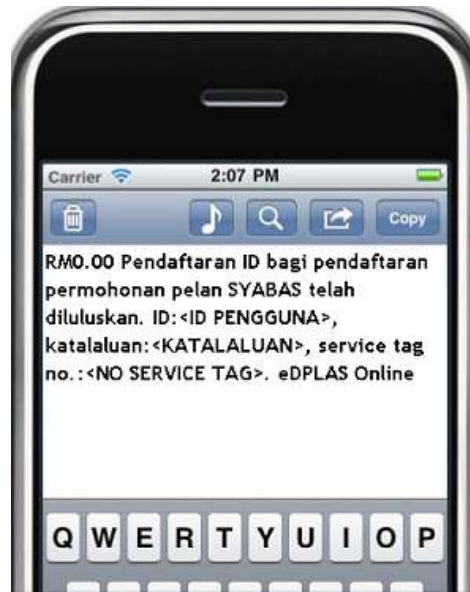 Carrier 2:07 PM
Copy
RM0.00 Pendaftaran ID bagi pendaftaran
permohonan pelan SYABAS telah
diluluskan. ID:<ID PENGGUNA>,
katalaluan:<KATALALUAN>, service tag
no.:<NO SERVICE TAG>. eDPLAS Online
Q W E R T Y U I O P